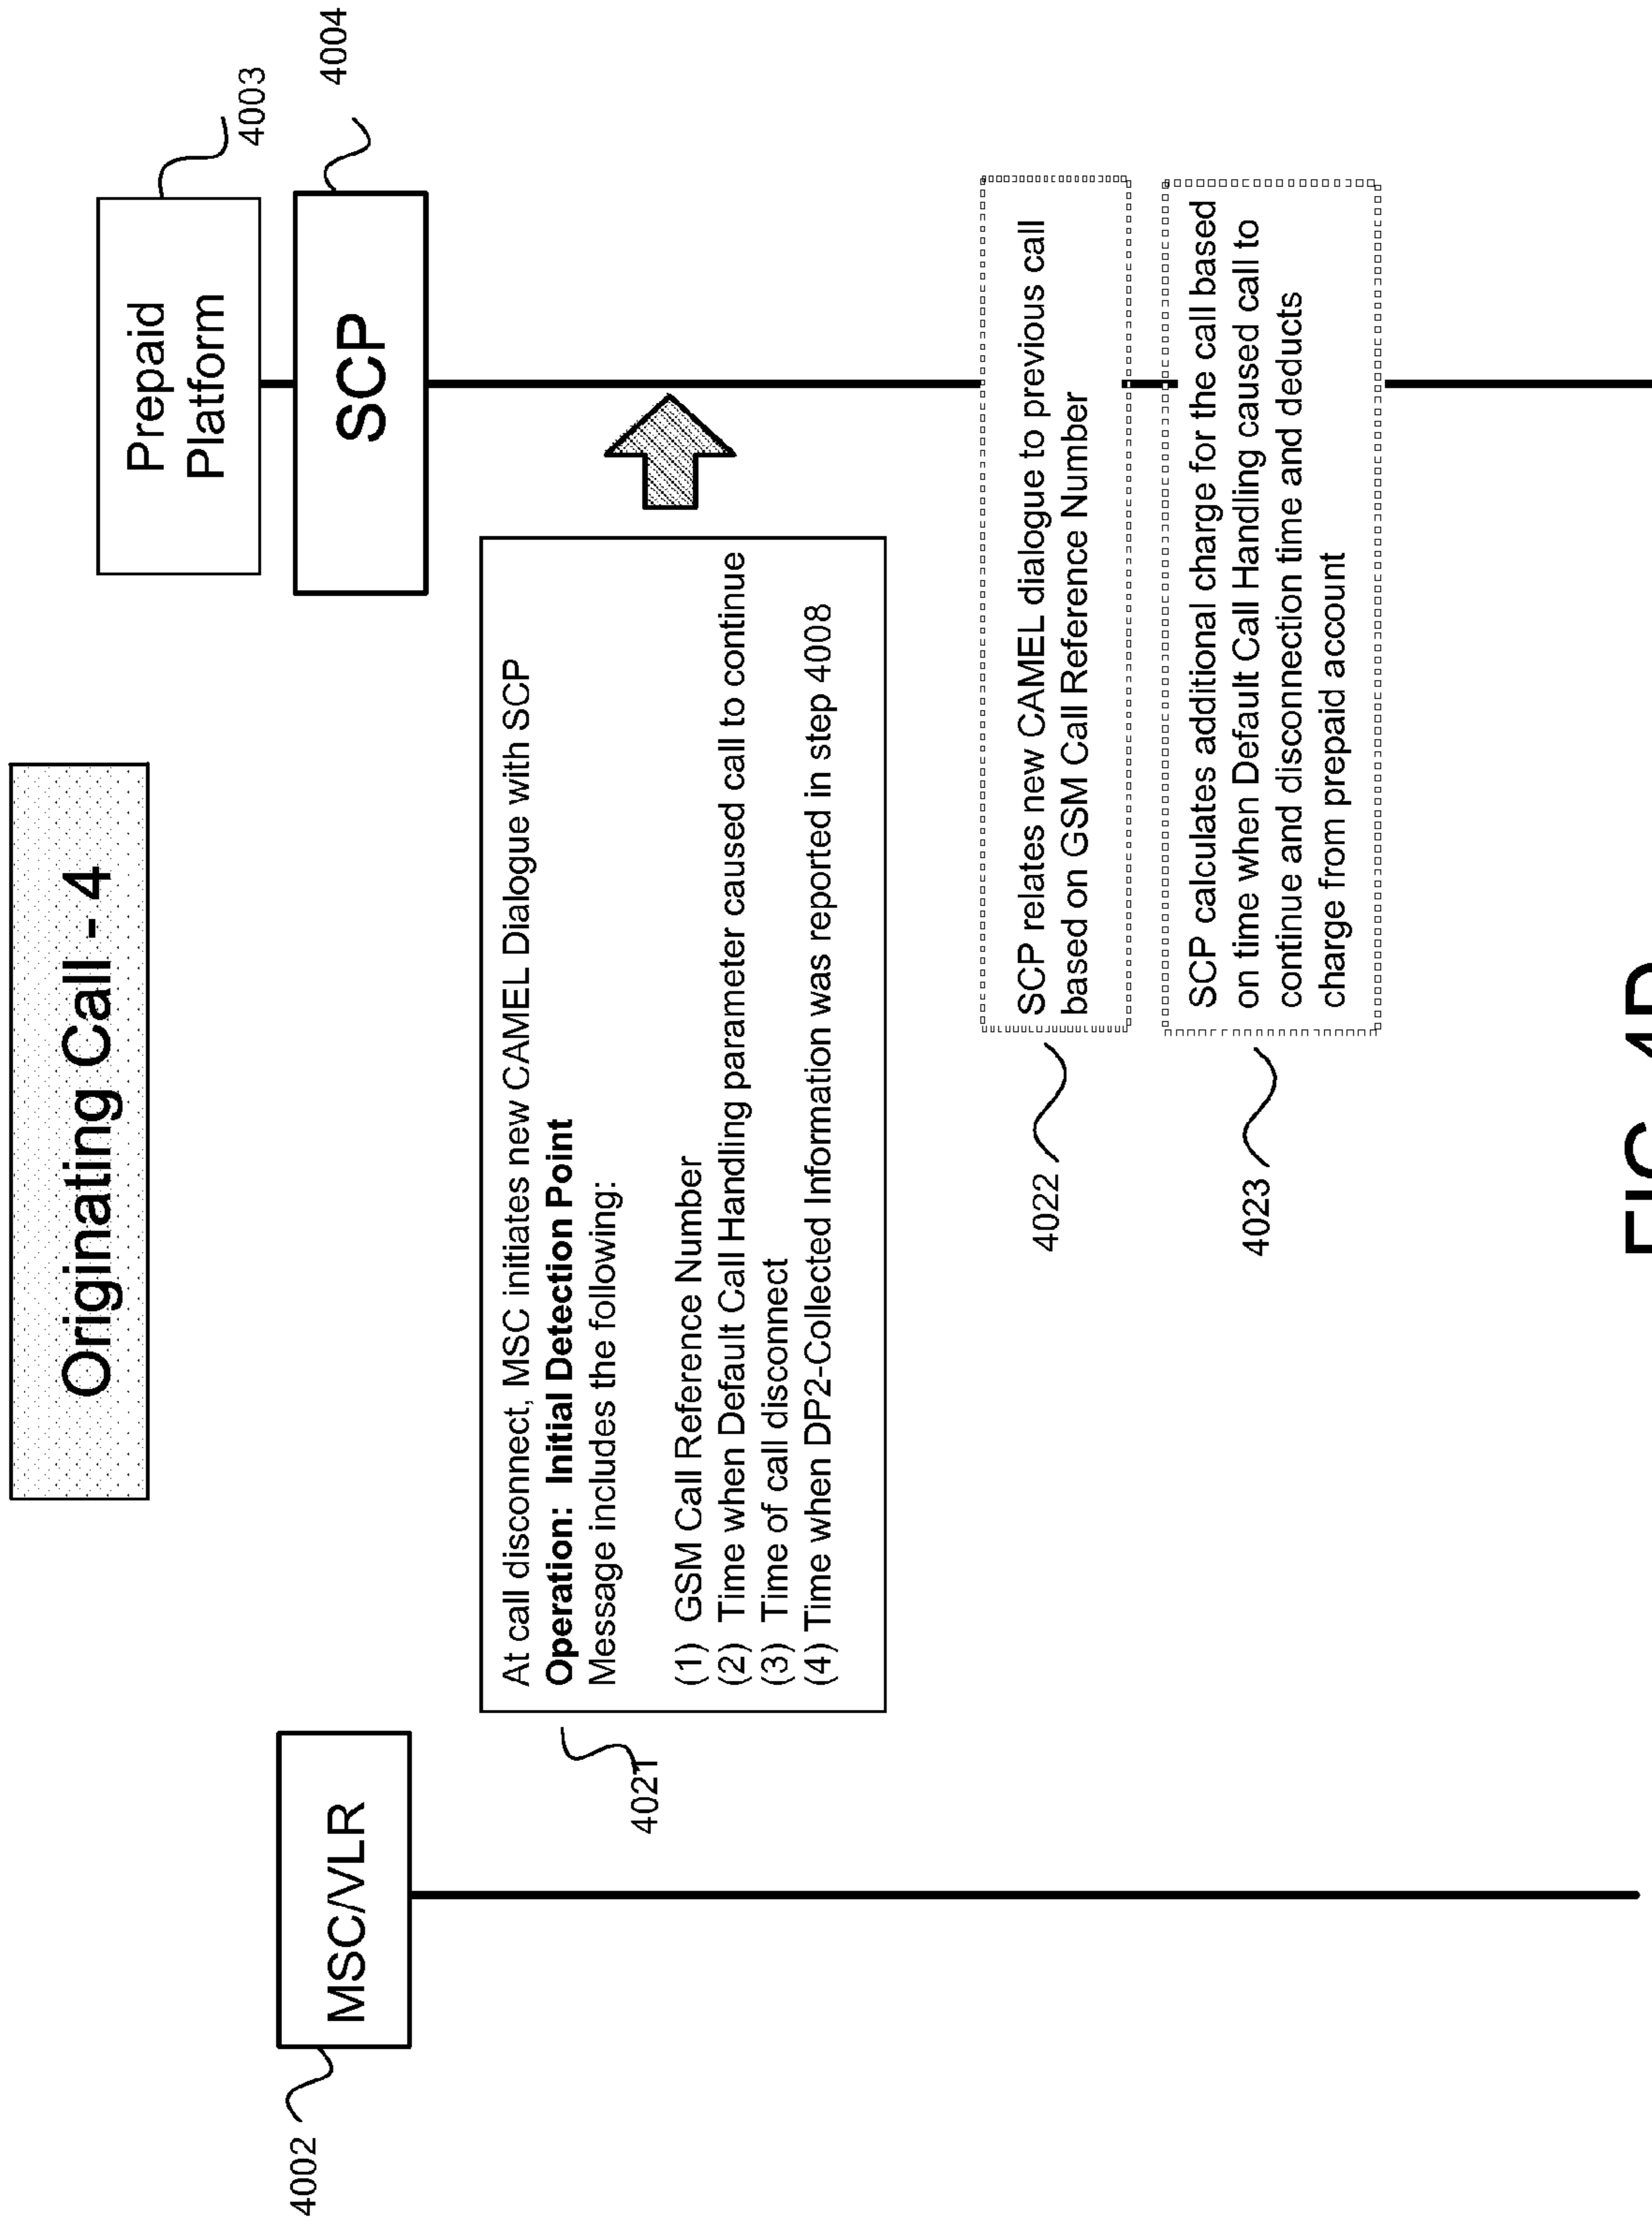 Originating Call - 4
4003
Prepaid
Platform
4004
SCP
4002
MSC/VLR
4021
At call disconnect, MSC initiates new CAMEL Dialogue with SCP
Operation: Initial Detection Point
Message includes the following:
(1) GSM Call Reference Number
(2) Time when Default Call Handling parameter caused call to continue
(3) Time of call disconnect
(4) Time when DP2-Collected Information was reported in step 4008
4022
SCP relates new CAMEL dialogue to previous call
based on GSM Call Reference Number
4023
SCP calculates additional charge for the call based
on time when Default Call Handling caused call to
continue and disconnection time and deducts
charge from prepaid account
FIG. 4D